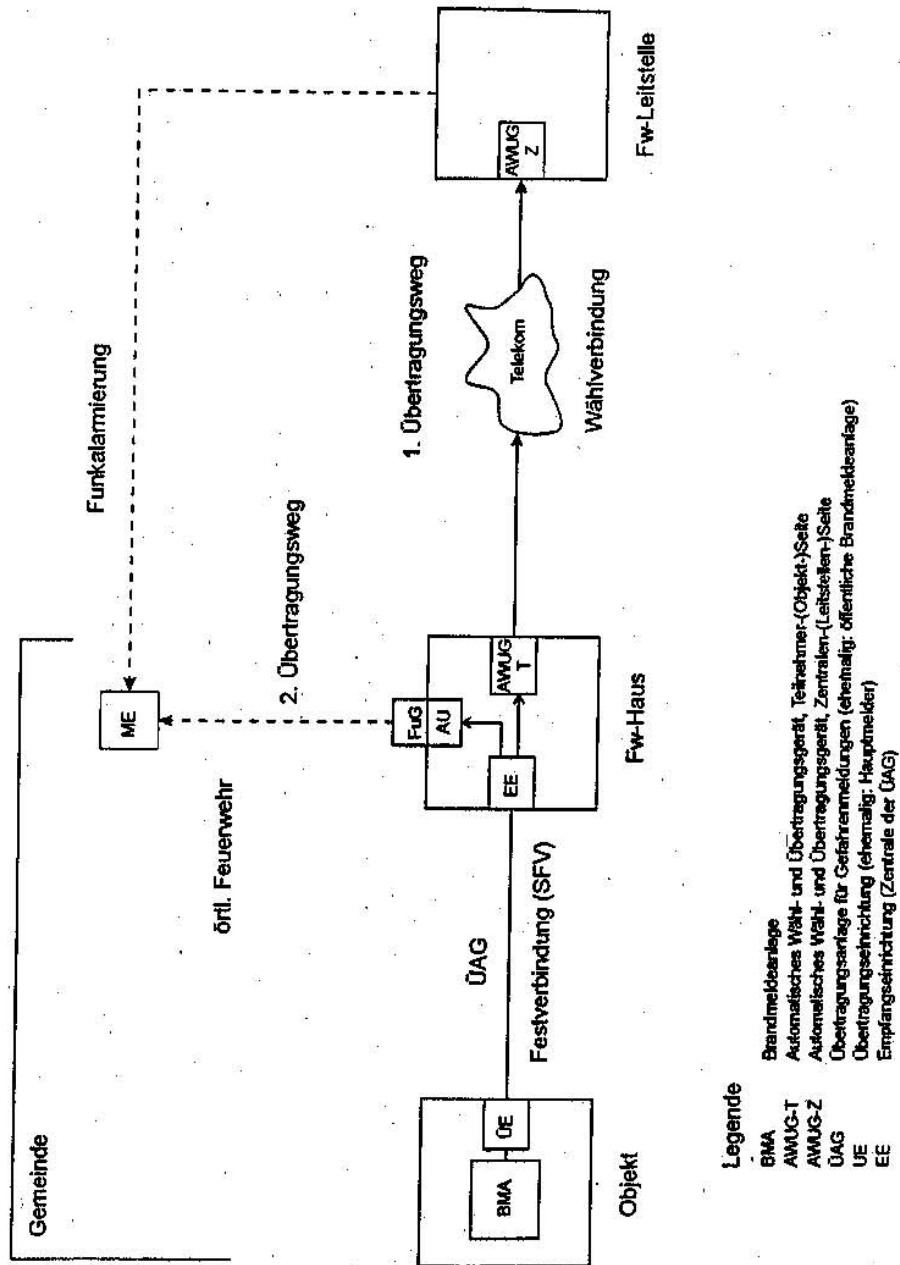 Gemeinde
örtl. Feuerwehr
ME
Funkalarmierung
2. Übertragungsweg
1. Übertragungsweg
BMA
ÜE
Objekt
ÜAG
Festverbindung (SFV)
EE
FuG
AU
AWUG
T
Fw-Haus
Telekom
Wählverbindung
AWUG
Z
Fw-Leitstelle
Legende
BMA Brandmeldeanlage
AWUG-T Automatisches Wähl- und Übertragungsgerät, Teilnehmer-(Objekt-)Seite
AWUG-Z Automatisches Wähl- und Übertragungsgerät, Zentralen-(Leitstellen-)Seite
ÜAG Übertragungsanlage für Gefahrenmeldungen (ehemalig: öffentliche Brandmeldeanlage)
ÜE Übertragungseinrichtung (ehemalig: Hauptmelder)
EE Empfangseinrichtung (Zentrale der ÜAG)